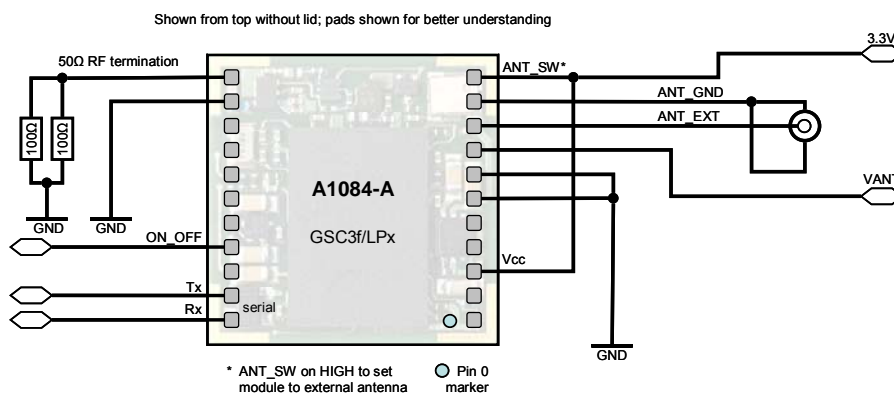 Shown from top without lid; pads shown for better understanding
50Ω RF termination
ANT_SW*
3.3V
ANT_GND
ANT_EXT
100Ω
100Ω
A1084-A
GSC3f/LPx
VANT
GND
GND
ON_OFF
Vcc
Tx
serial
Rx
GND
* ANT_SW on HIGH to set
module to external antenna
Pin 0
marker